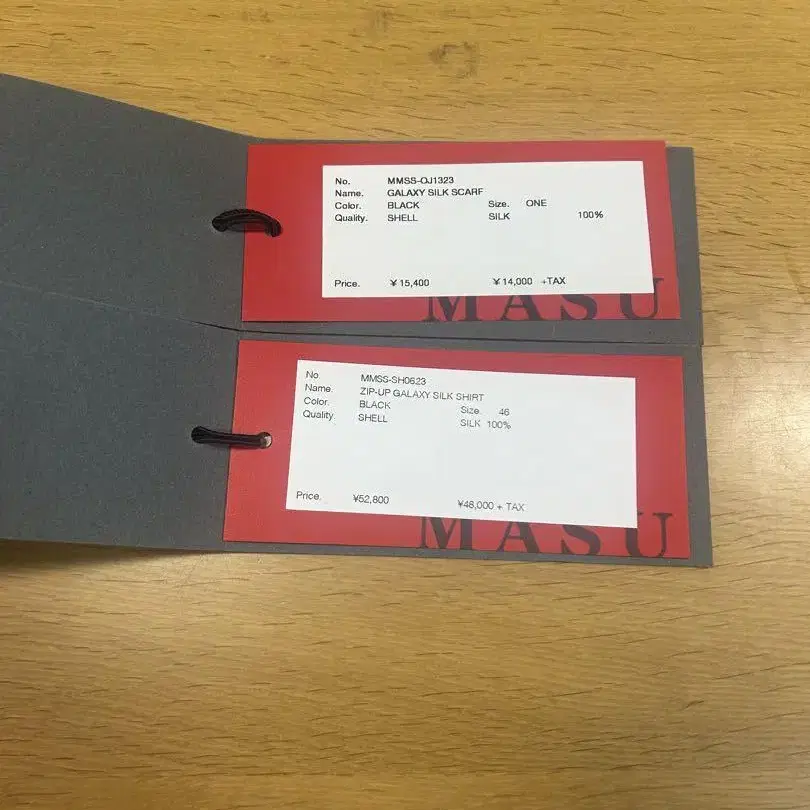 No. MMSS-OJ1323
Name. GALAXY SILK SCARF
Color. BLACK Size. ONE
Quality. SHELL SILK 100%
Price. ¥15,400 ¥14,000 +TAX
MASU
No. MMSS-SH0623
Name. ZIP-UP GALAXY SILK SHIRT
Color. BLACK Size. 46
Quality. SHELL SILK 100%
Price. ¥52,800 ¥48,000 + TAX
MASU